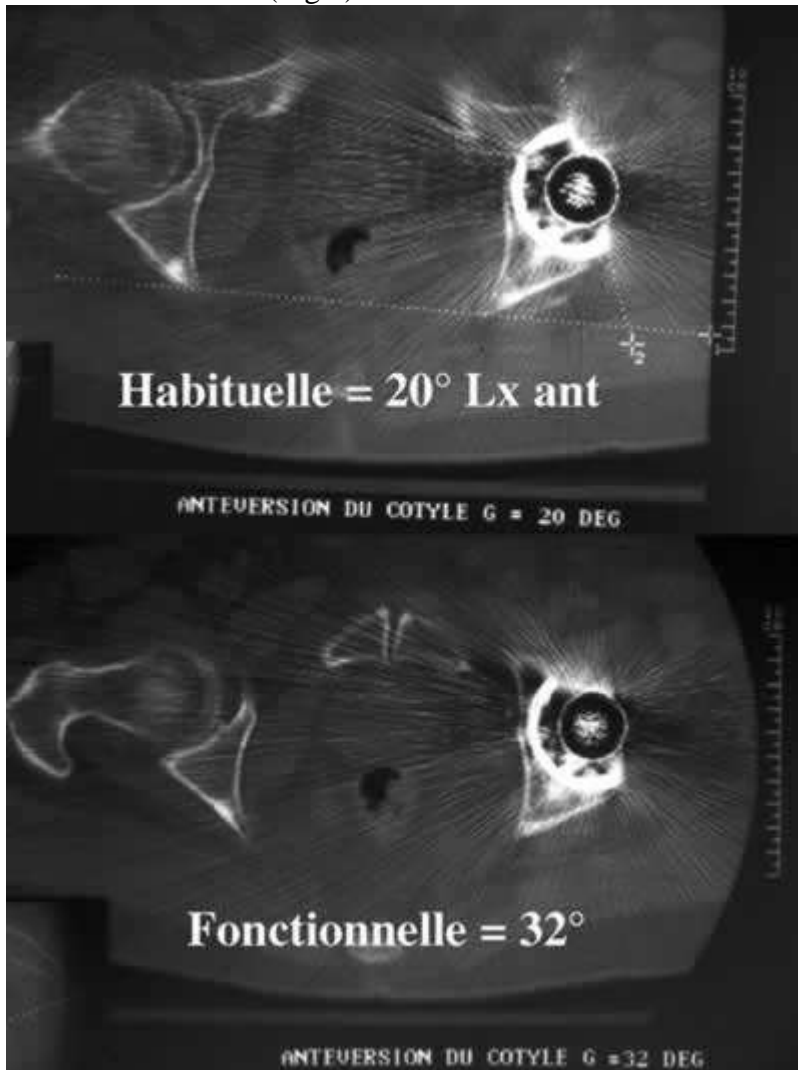 Habituelle = 20° Lx ant
ANTEVERSION DU COTYLE G = 20 DEG
Fonctionnelle = 32°
ANTEVERSION DU COTYLE G =32 DEG